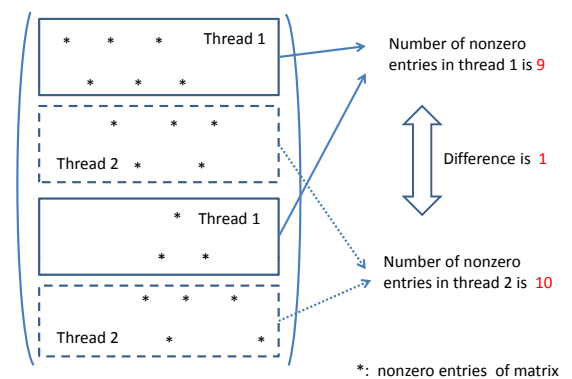 * * * Thread 1
* * *
* * *
Thread 2 * *
* Thread 1
* *
* * *
Thread 2 * *
Number of nonzero
entries in thread 1 is 9
Difference is 1
Number of nonzero
entries in thread 2 is 10
*: nonzero entries of matrix